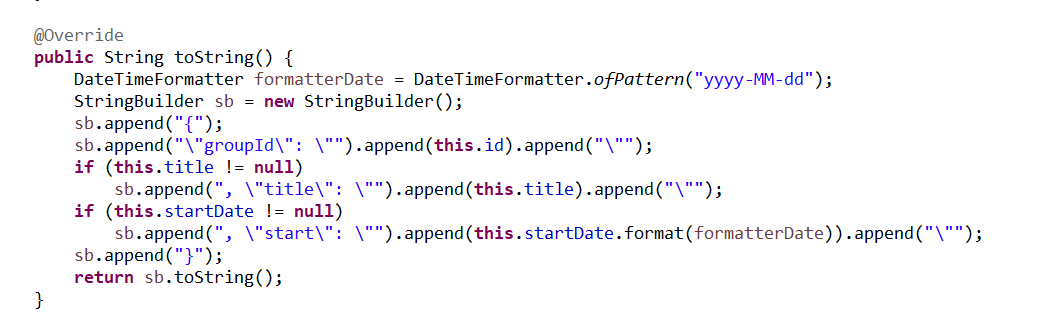 @Override
public String toString() {
    DateTimeFormatter formatterDate = DateTimeFormatter.ofPattern("yyyy-MM-dd");
    StringBuilder sb = new StringBuilder();
    sb.append("{");
    sb.append("\"groupId\": \"").append(this.id).append("\"");
    if (this.title != null)
        sb.append(", \"title\": \"").append(this.title).append("\"");
    if (this.startDate != null)
        sb.append(", \"start\": \"").append(this.startDate.format(formatterDate)).append("\"");
    sb.append("}");
    return sb.toString();
}